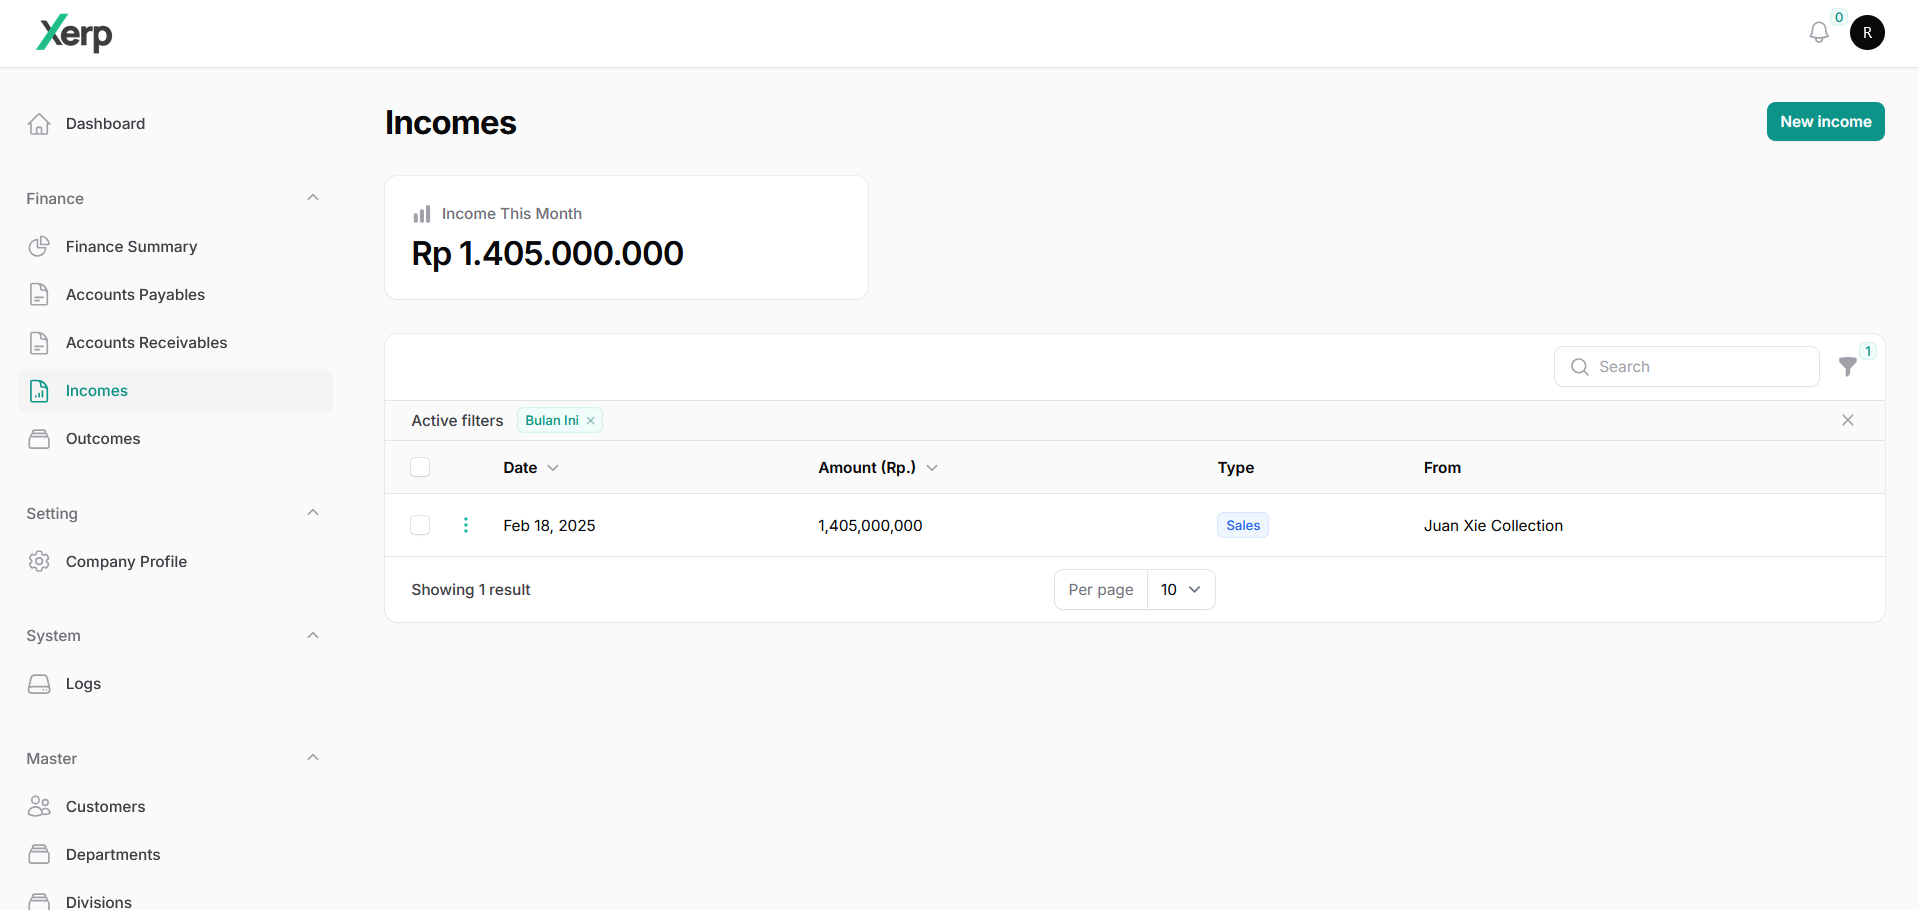 Xerp
0
R
Dashboard
Finance
Finance Summary
Accounts Payables
Accounts Receivables
Incomes
Outcomes
Setting
Company Profile
System
Logs
Master
Customers
Departments
Divisions
Incomes
New income
Income This Month
Rp 1.405.000.000
Search
1
Active filters Bulan Ini
Date Amount (Rp.) Type From
Feb 18, 2025 1,405,000,000 Sales Juan Xie Collection
Showing 1 result Per page 10